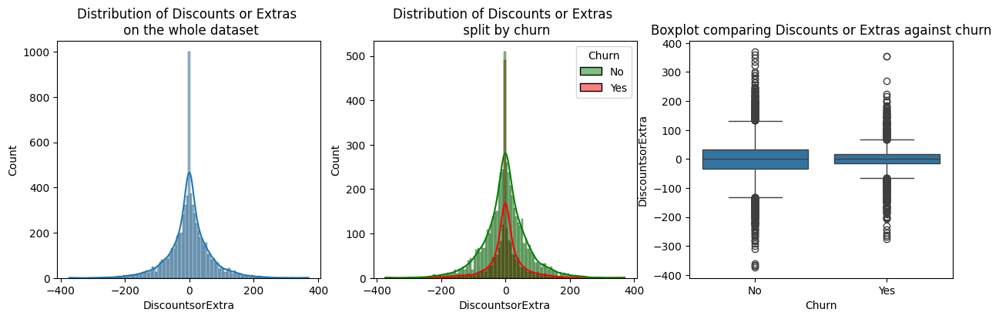 Distribution of Discounts or Extras
on the whole dataset
1000
800
600
400
200
0
Count
-400
-200
0
200
400
DiscountsorExtra
Distribution of Discounts or Extras
split by churn
Churn
No
Yes
500
400
300
200
100
0
Count
-400
-200
0
200
400
DiscountsorExtra
Boxplot comparing Discounts or Extras against churn
400
300
200
100
0
-100
-200
-300
-400
DiscountsorExtra
No
Yes
Churn